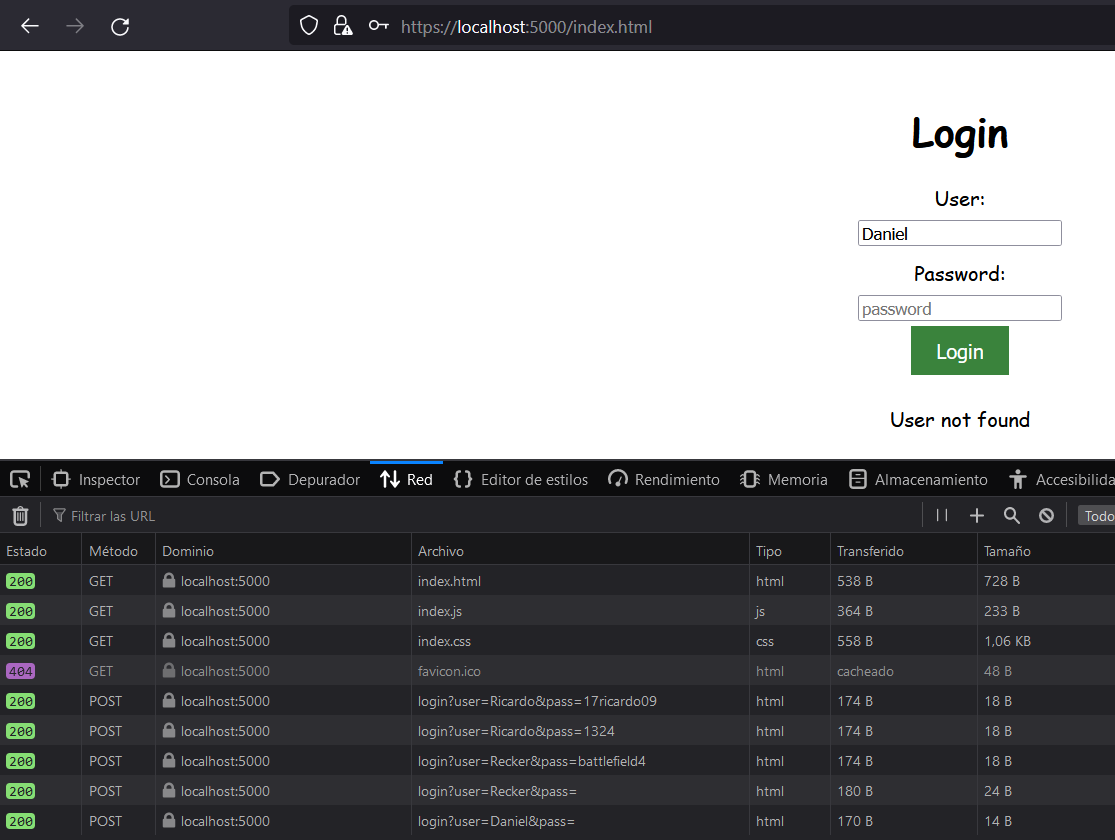 https://localhost:5000/index.html
Login
User:
Daniel
Password:
password
Login
User not found
Inspector Consola Depurador Red Editor de estilos Rendimiento Memoria Almacenamiento Accesibilida
Filtrar las URL Todo
Estado Método Dominio Archivo Tipo Transferido Tamaño
200 GET localhost:5000 index.html html 538 B 728 B
200 GET localhost:5000 index.js js 364 B 233 B
200 GET localhost:5000 index.css css 558 B 1,06 KB
404 GET localhost:5000 favicon.ico html cacheado 48 B
200 POST localhost:5000 login?user=Ricardo&pass=17ricardo09 html 174 B 18 B
200 POST localhost:5000 login?user=Ricardo&pass=1324 html 174 B 18 B
200 POST localhost:5000 login?user=Recker&pass=battlefield4 html 174 B 18 B
200 POST localhost:5000 login?user=Recker&pass= html 180 B 24 B
200 POST localhost:5000 login?user=Daniel&pass= html 170 B 14 B